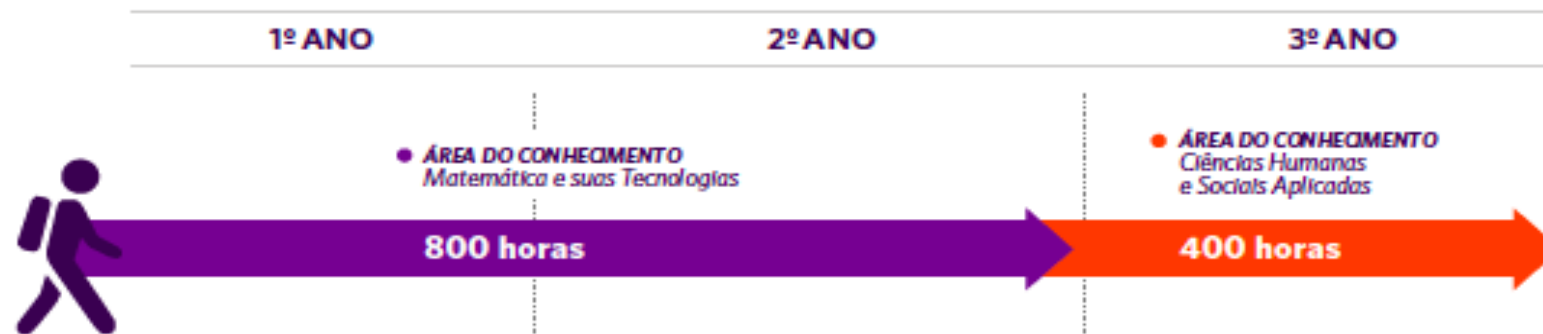 1º ANO
2º ANO
3º ANO
ÁREA DO CONHECIMENTO
Matemática e suas Tecnologias
ÁREA DO CONHECIMENTO
Ciências Humanas
e Sociais Aplicadas
800 horas
400 horas